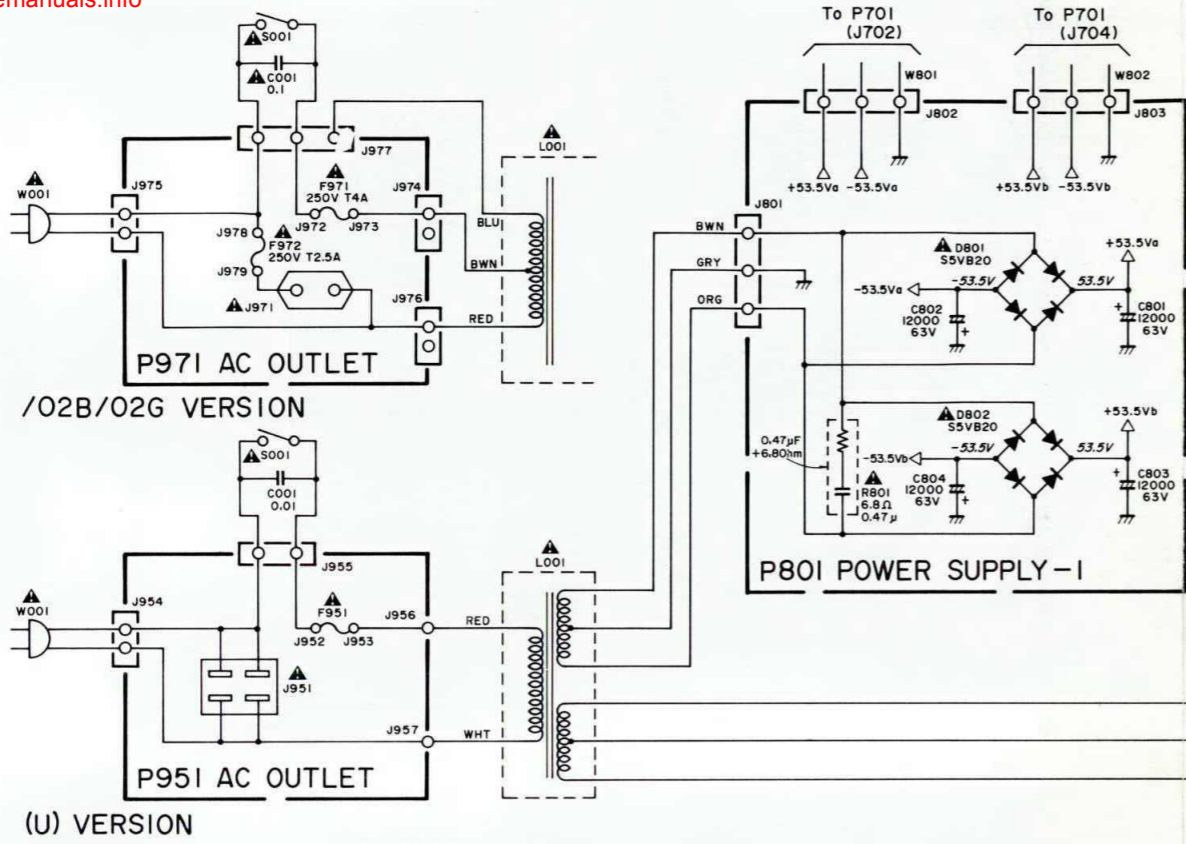 emanuals.info
S001
C001
0.1
J977
W001
J975
F971
250V T4A
J972
J973
J974
J978
F972
250V T2.5A
J979
J971
J976
BLU
BWN
RED
L001
P971 AC OUTLET
/02B/02G VERSION
S001
C001
0.01
J955
W001
J954
F951
J952
J953
J956
RED
J951
J957
WHT
L001
P951 AC OUTLET
(U) VERSION
To P701
(J702)
To P701
(J704)
W801
J802
W802
J803
+53.5Va
-53.5Va
+53.5Vb
-53.5Vb
J801
BWN
GRY
ORG
D801
S5VB20
+53.5Va
-53.5Va
-53.5V
53.5V
C802
12000
63V
+
+
C801
12000
63V
D802
S5VB20
+53.5Vb
0.47μF
+6.8Ohm
-53.5Vb
-53.5V
53.5V
R801
6.8Ω
0.47μ
C804
12000
63V
+
+
C803
12000
63V
P801 POWER SUPPLY-1